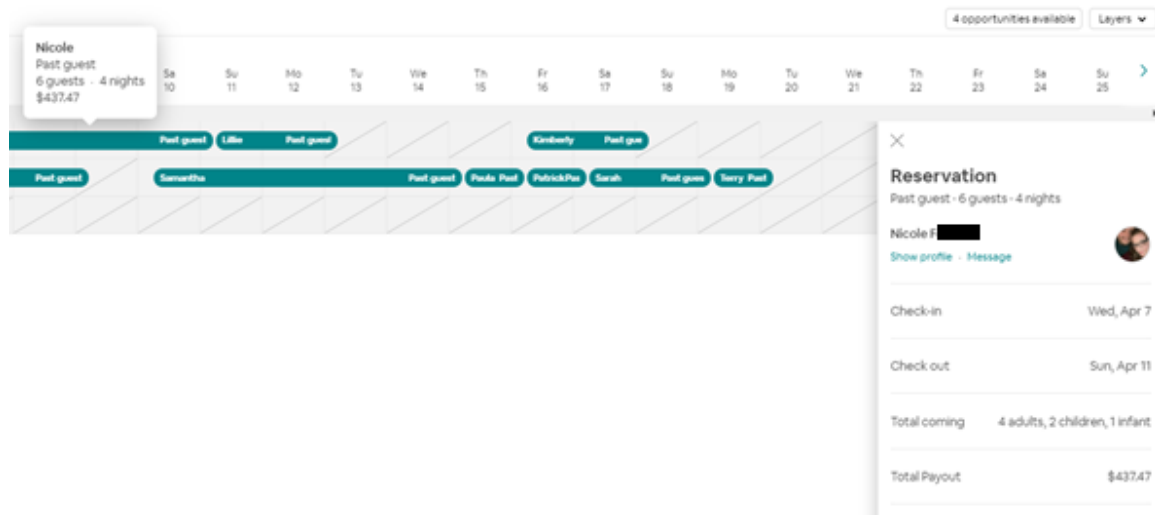 4 opportunities available
Layers
Nicole
Past guest
6 guests · 4 nights
$437.47
Sa Su Mo Tu We Th Fr Sa Su Mo Tu We Th Fr Sa Su
10 11 12 13 14 15 16 17 18 19 20 21 22 23 24 25
Past guest Lillie Past guest Kimberly Past gue
Past guest Samantha Past guest Paula Past Patrick Pas Sarah Past gues Terry Past
Reservation
Past guest · 6 guests · 4 nights
Nicole F
Show profile · Message
Check-in Wed, Apr 7
Check out Sun, Apr 11
Total coming 4 adults, 2 children, 1 infant
Total Payout $437.47